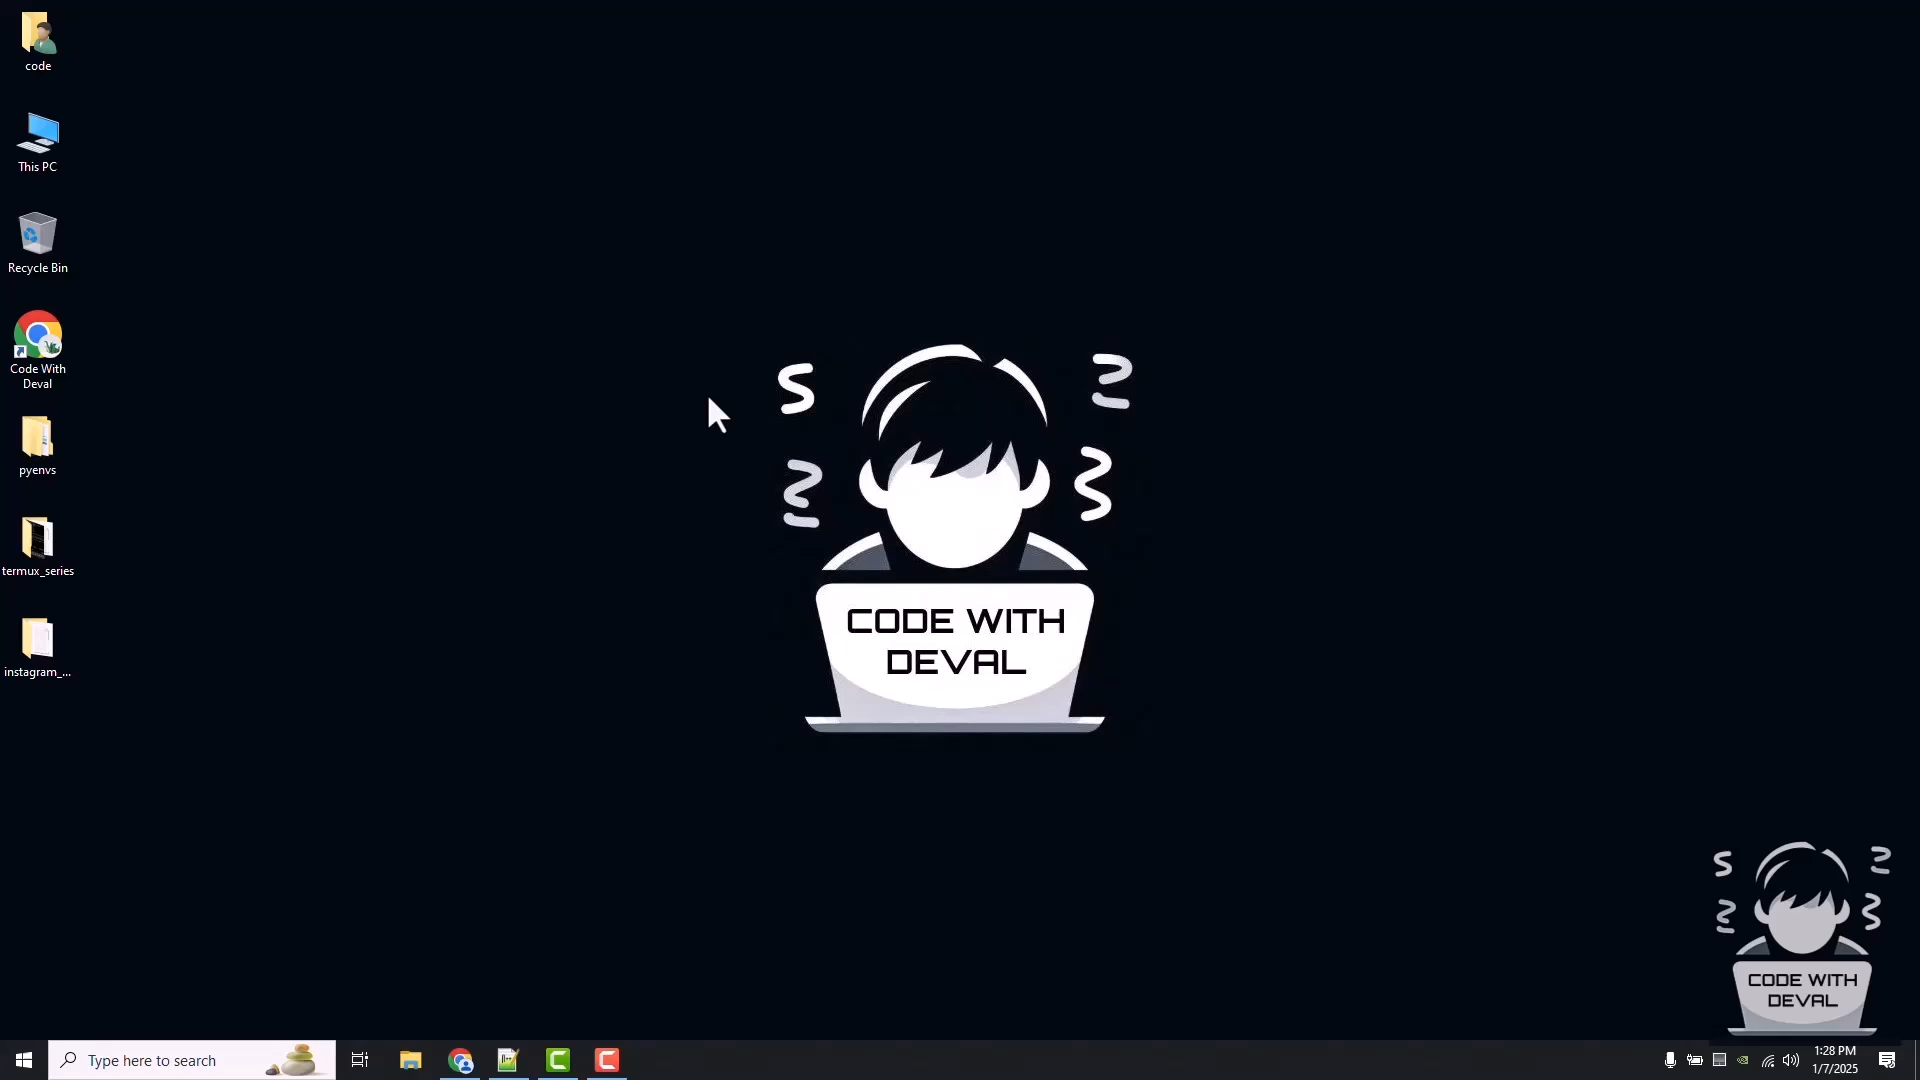 code
This PC
Recycle Bin
Code With
Deval
pyenvs
termux_series
instagram_...
CODE WITH
DEVAL
CODE WITH
DEVAL
Type here to search
1:28 PM
1/7/2025